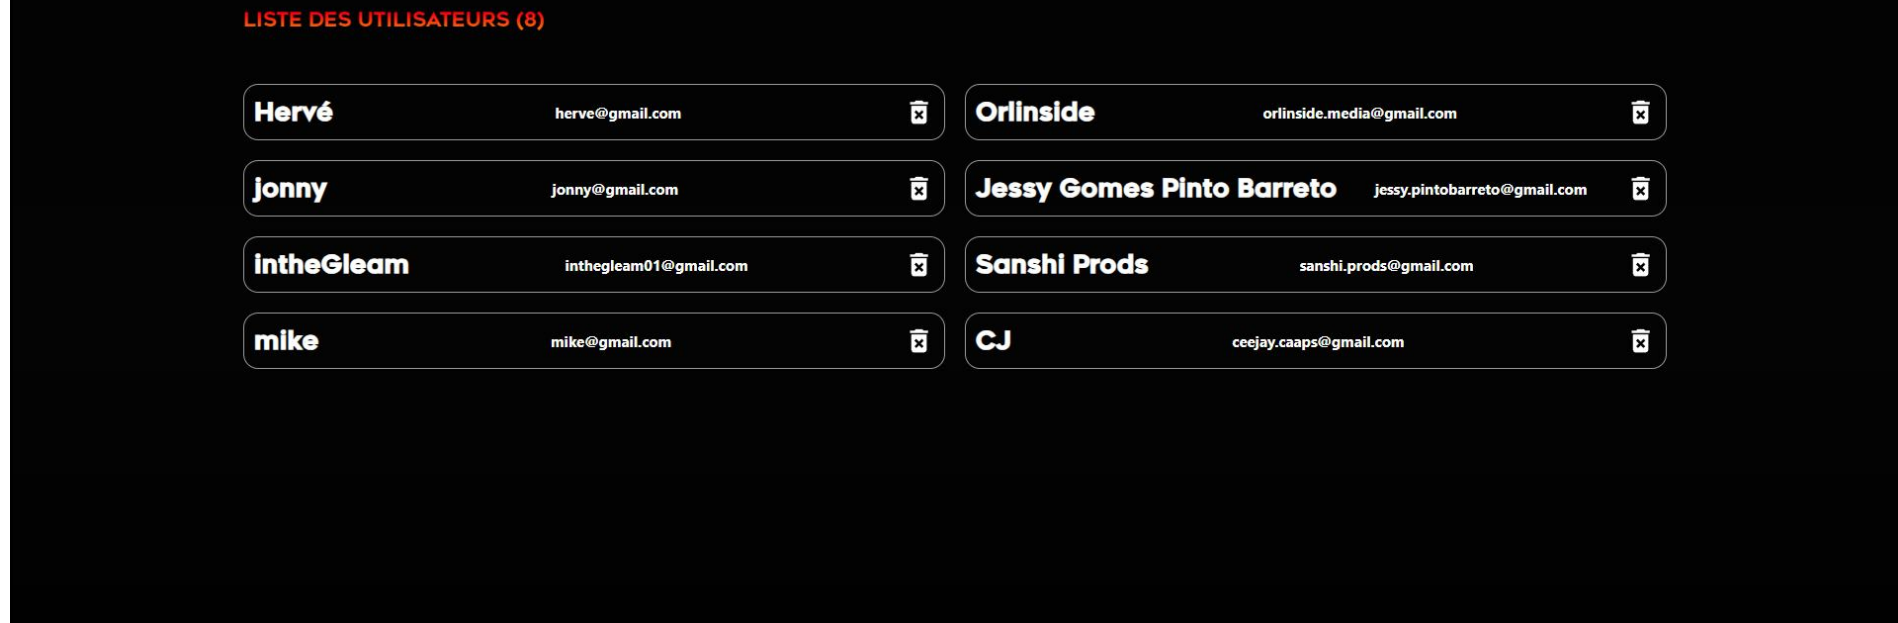 LISTE DES UTILISATEURS (8)
Hervé herve@gmail.com
Orlinside orlinside.media@gmail.com
jonny jonny@gmail.com
Jessy Gomes Pinto Barreto jessy.pintobarreto@gmail.com
intheGleam inthegleam01@gmail.com
Sanshi Prods sanshi.prods@gmail.com
mike mike@gmail.com
CJ ceejay.caaps@gmail.com